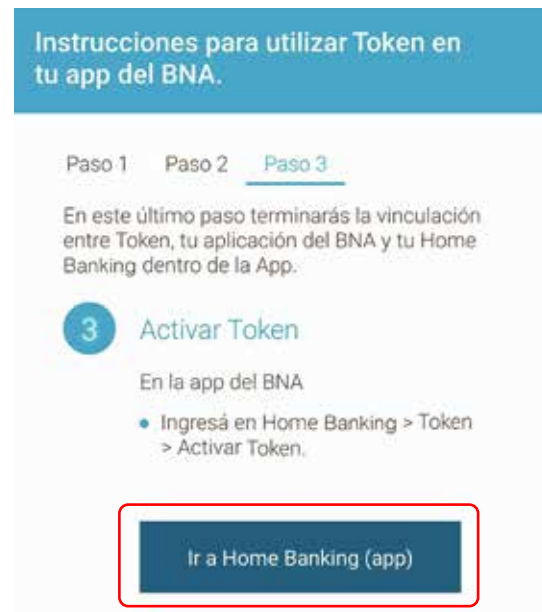 Instrucciones para utilizar Token en
tu app del BNA.
Paso 1 Paso 2 Paso 3
En este último paso terminarás la vinculación
entre Token, tu aplicación del BNA y tu Home
Banking dentro de la App.
3 Activar Token
En la app del BNA
• Ingresá en Home Banking > Token
> Activar Token.
Ir a Home Banking (app)